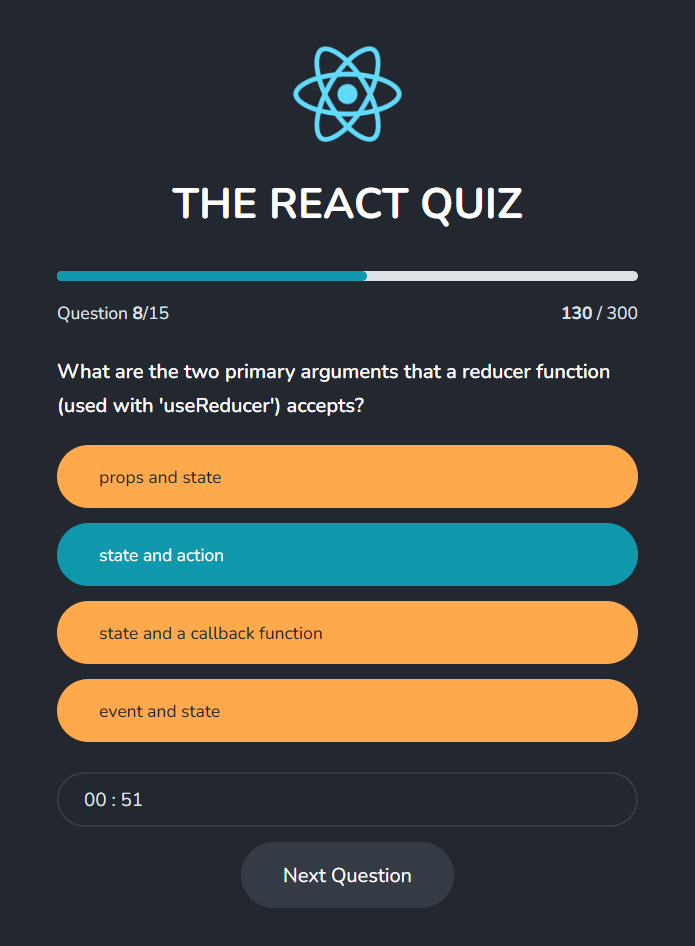 THE REACT QUIZ
Question 8/15
130 / 300
What are the two primary arguments that a reducer function
(used with 'useReducer') accepts?
props and state
state and action
state and a callback function
event and state
00 : 51
Next Question